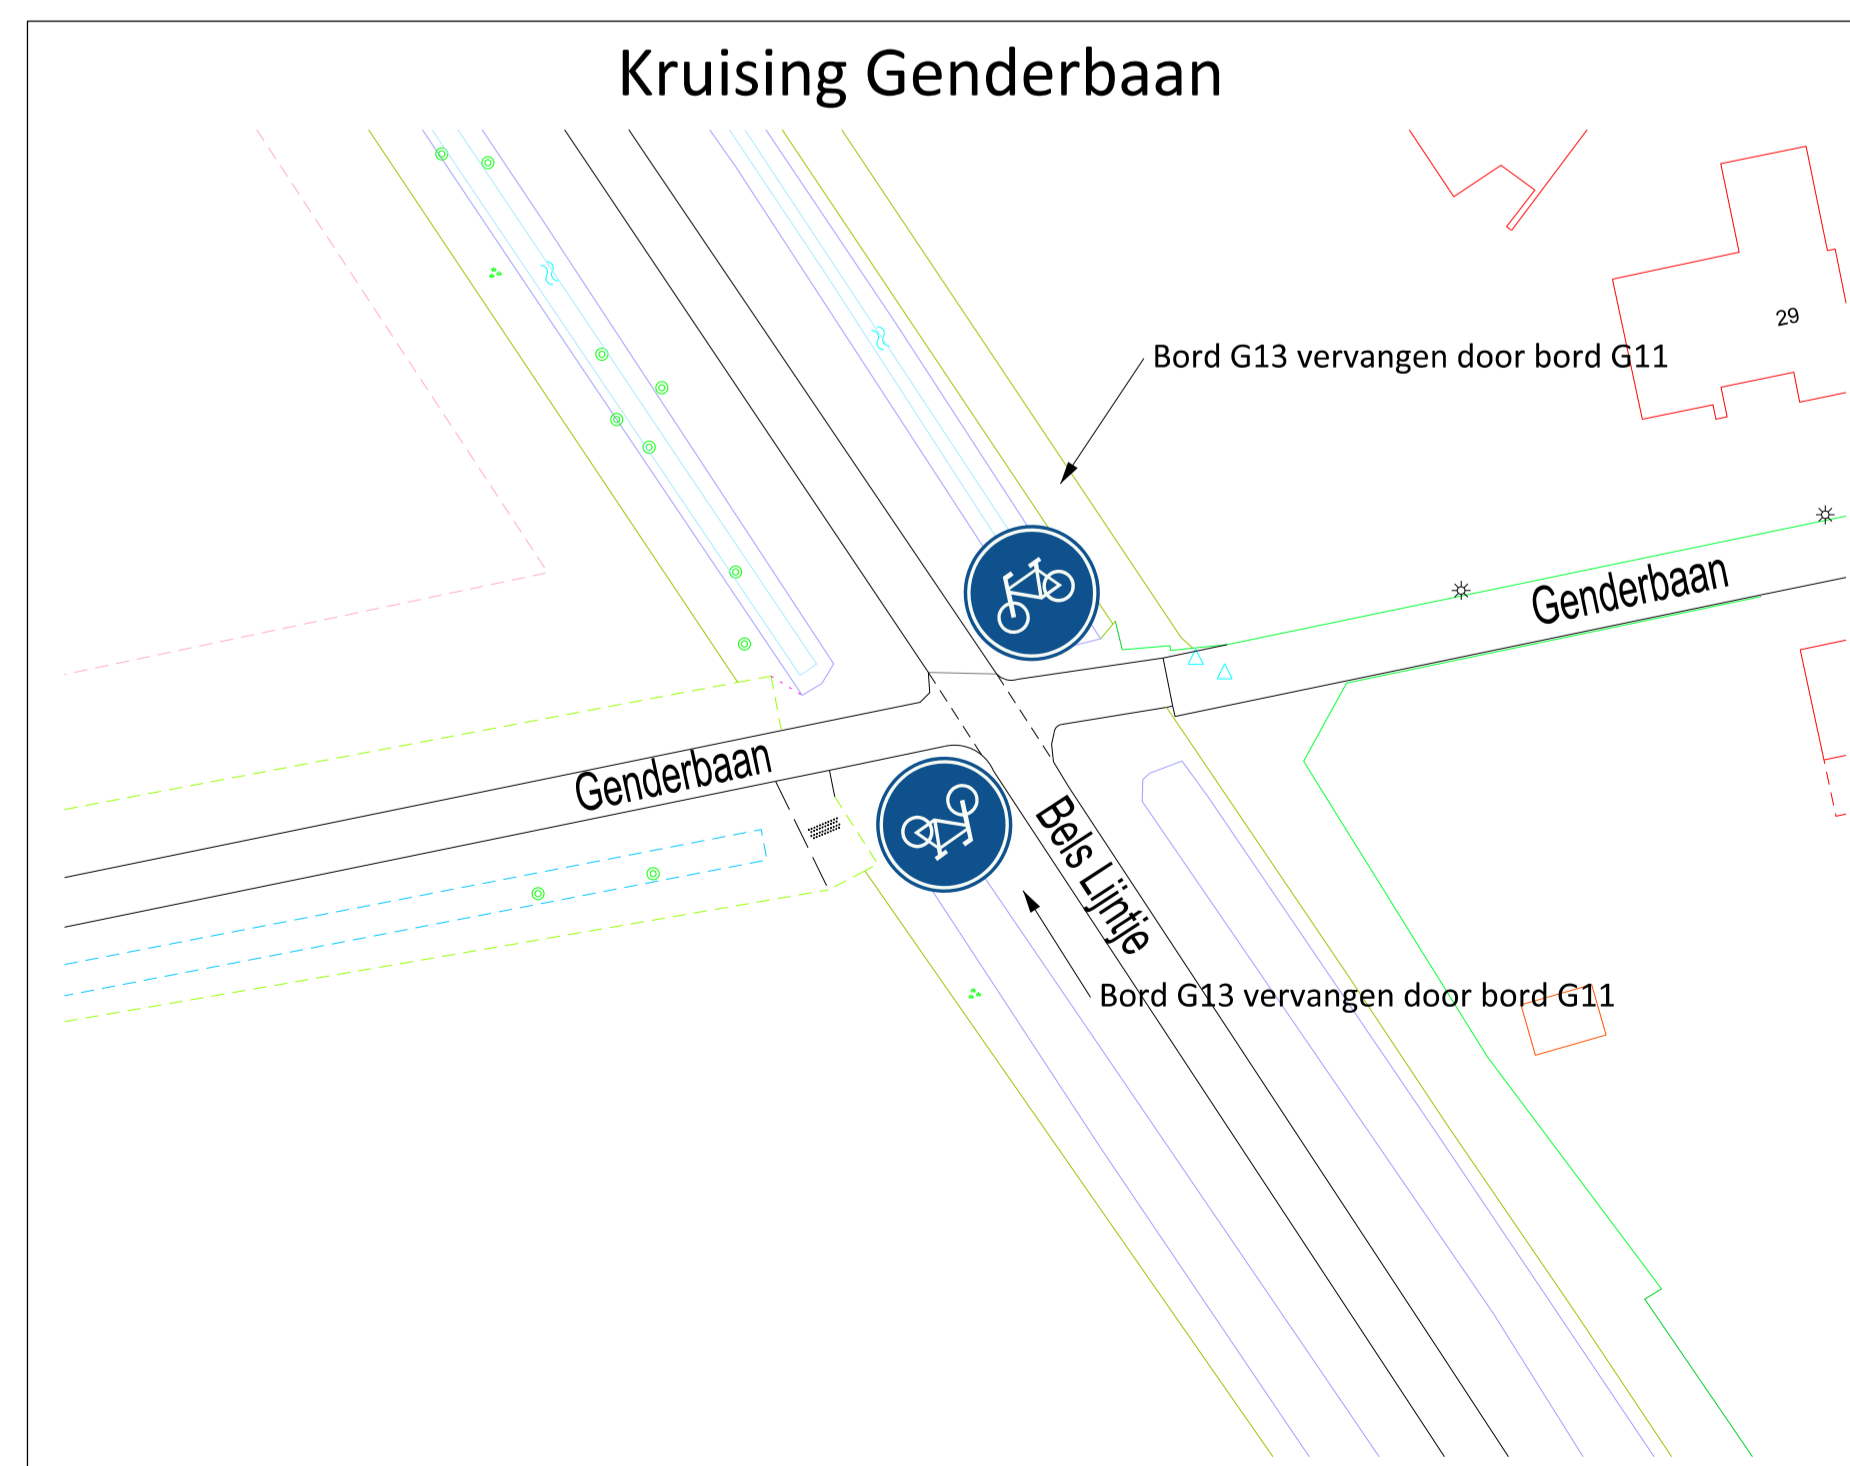 Kruising Genderbaan
29
Bord G13 vervangen door bord G11
Genderbaan
Genderbaan
Bels Lijntje
Bord G13 vervangen door bord G11